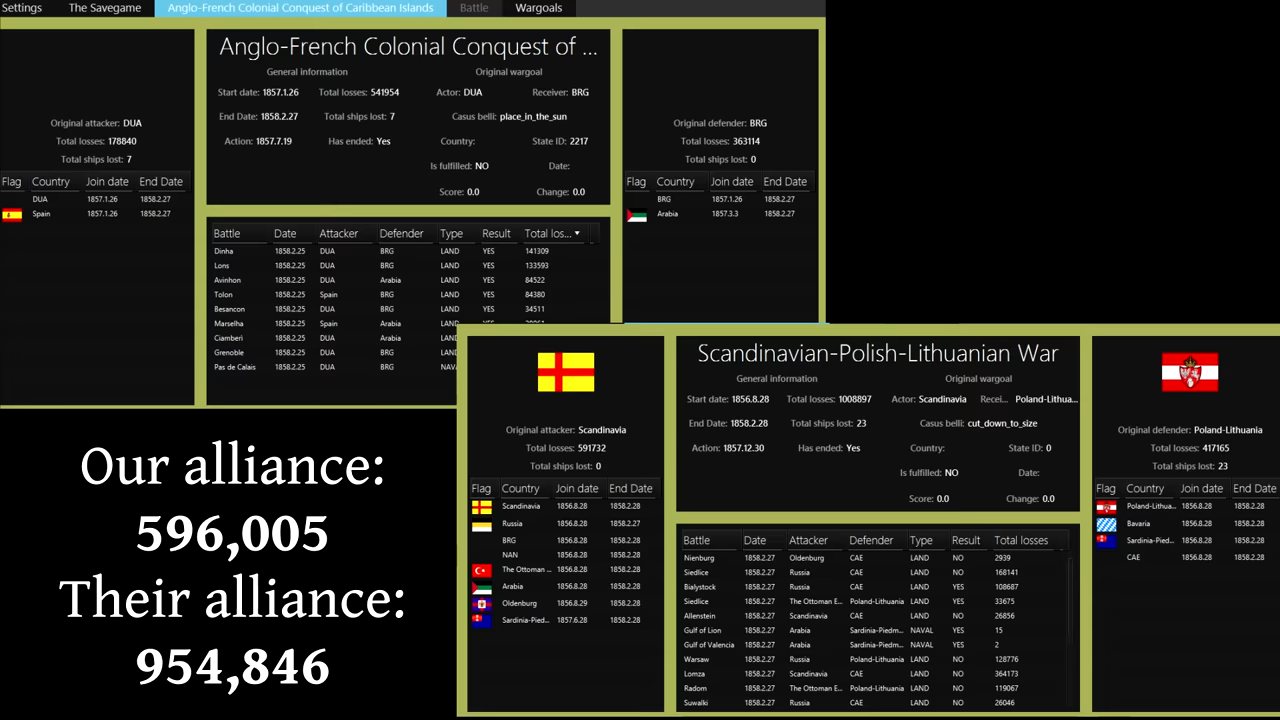 Settings The Savegame Anglo-French Colonial Conquest of Caribbean Islands Battle Wargoals
Original attacker: DUA
Total losses: 178840
Total ships lost: 7
Flag Country Join date End Date
DUA 1857.1.26 1858.2.27
Spain 1857.1.26 1858.2.27
Anglo-French Colonial Conquest of ...
General information Original wargoal
Start date: 1857.1.26 Total losses: 541954 Actor: DUA Receiver: BRG
End Date: 1858.2.27 Total ships lost: 7 Casus belli: place_in_the_sun
Action: 1857.7.19 Has ended: Yes Country: State ID: 2217
Is fulfilled: NO Date:
Score: 0.0 Change: 0.0
Battle Date Attacker Defender Type Result Total los... ▾
Dinha 1858.2.25 DUA BRG LAND YES 141309
Lons 1858.2.25 DUA BRG LAND YES 133593
Avinhon 1858.2.25 DUA Arabia LAND YES 84522
Tolon 1858.2.25 Spain BRG LAND YES 84380
Besancon 1858.2.25 DUA BRG LAND YES 34511
Marselha 1858.2.25 Spain Arabia LAND YES
Ciamberi 1858.2.25 DUA Arabia LAND
Grenoble 1858.2.25 DUA BRG LAND
Pas de Calais 1858.2.25 DUA BRG NAV
Original defender: BRG
Total losses: 363114
Total ships lost: 0
Flag Country Join date End Date
BRG 1857.1.26 1858.2.27
Arabia 1857.3.3 1858.2.27
Our alliance:
596,005
Their alliance:
954,846
Original attacker: Scandinavia
Total losses: 591732
Total ships lost: 0
Flag Country Join date End Date
Scandinavia 1856.8.28 1858.2.28
Russia 1856.8.28 1858.2.27
BRG 1856.8.28 1858.2.28
NAN 1856.8.28 1858.2.28
The Ottoman ... 1856.8.28 1858.2.28
Arabia 1856.8.28 1858.2.28
Oldenburg 1856.8.29 1858.2.28
Sardinia-Pied... 1857.6.28 1858.2.28
Scandinavian-Polish-Lithuanian War
General information Original wargoal
Start date: 1856.8.28 Total losses: 1008897 Actor: Scandinavia Recei... Poland-Lithua...
End Date: 1858.2.28 Total ships lost: 23 Casus belli: cut_down_to_size
Action: 1857.12.30 Has ended: Yes Country: State ID: 0
Is fulfilled: NO Date:
Score: 0.0 Change: 0.0
Battle Date Attacker Defender Type Result Total losses
Nienburg 1858.2.27 Oldenburg CAE LAND NO 2939
Siedlice 1858.2.27 Russia CAE LAND NO 168141
Bialystock 1858.2.27 Russia CAE LAND YES 108687
Siedlice 1858.2.27 The Ottoman E... Poland-Lithuania LAND YES 33675
Allenstein 1858.2.27 Scandinavia CAE LAND NO 26856
Gulf of Lion 1858.2.27 Arabia Sardinia-Piedm... NAVAL YES 15
Gulf of Valencia 1858.2.27 Arabia Sardinia-Piedm... NAVAL YES 2
Warsaw 1858.2.27 Russia Poland-Lithuania LAND NO 128776
Lomza 1858.2.27 Scandinavia CAE LAND NO 364173
Radom 1858.2.27 The Ottoman E... Poland-Lithuania LAND NO 119067
Suwalki 1858.2.27 Russia CAE LAND NO 26046
Original defender: Poland-Lithuania
Total losses: 417165
Total ships lost: 23
Flag Country Join date End Date
Poland-Lithua... 1856.8.28 1858.2.28
Bavaria 1856.8.28 1858.2.28
Sardinia-Pied... 1856.8.28 1858.2.28
CAE 1856.8.28 1858.2.28